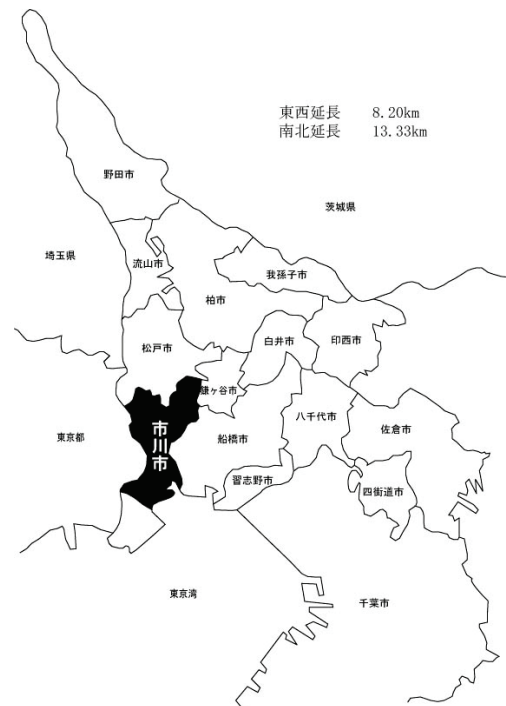 東西延長 8.20km
南北延長 13.33km
野田市
茨城県
埼玉県
流山市
我孫子市
柏市
松戸市
白井市
印西市
鎌ヶ谷市
八千代市
市川市
東京都
船橋市
佐倉市
習志野市
四街道市
東京湾
千葉市